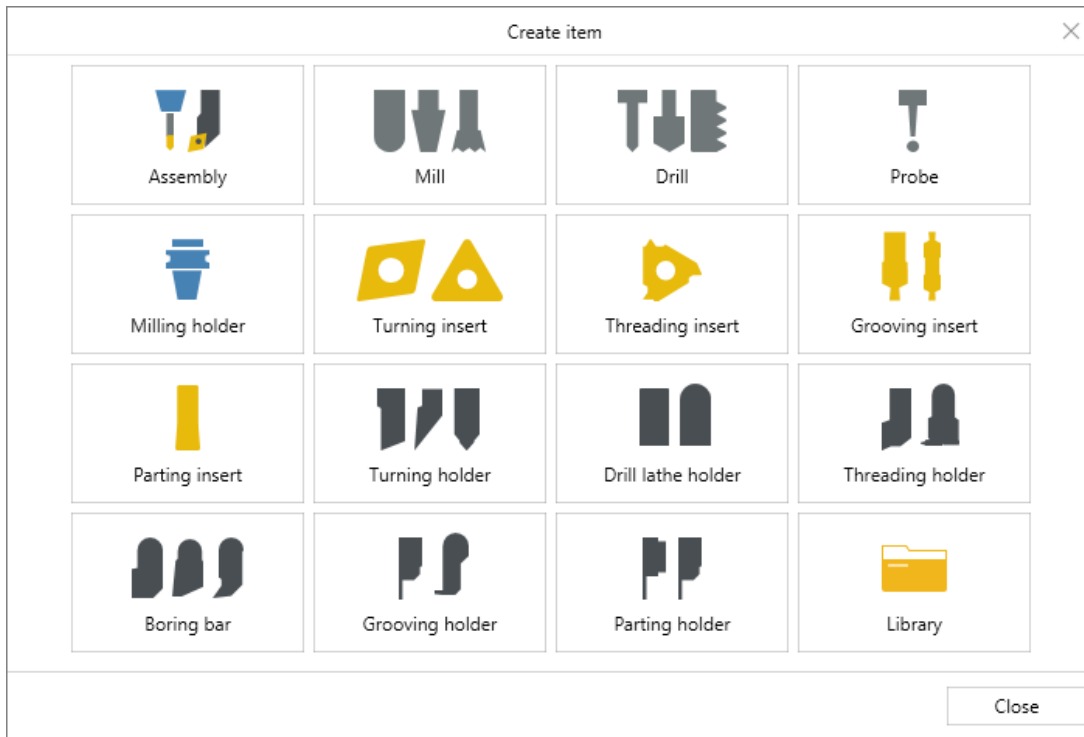 Create item
Assembly
Mill
Drill
Probe
Milling holder
Turning insert
Threading insert
Grooving insert
Parting insert
Turning holder
Drill lathe holder
Threading holder
Boring bar
Grooving holder
Parting holder
Library
Close